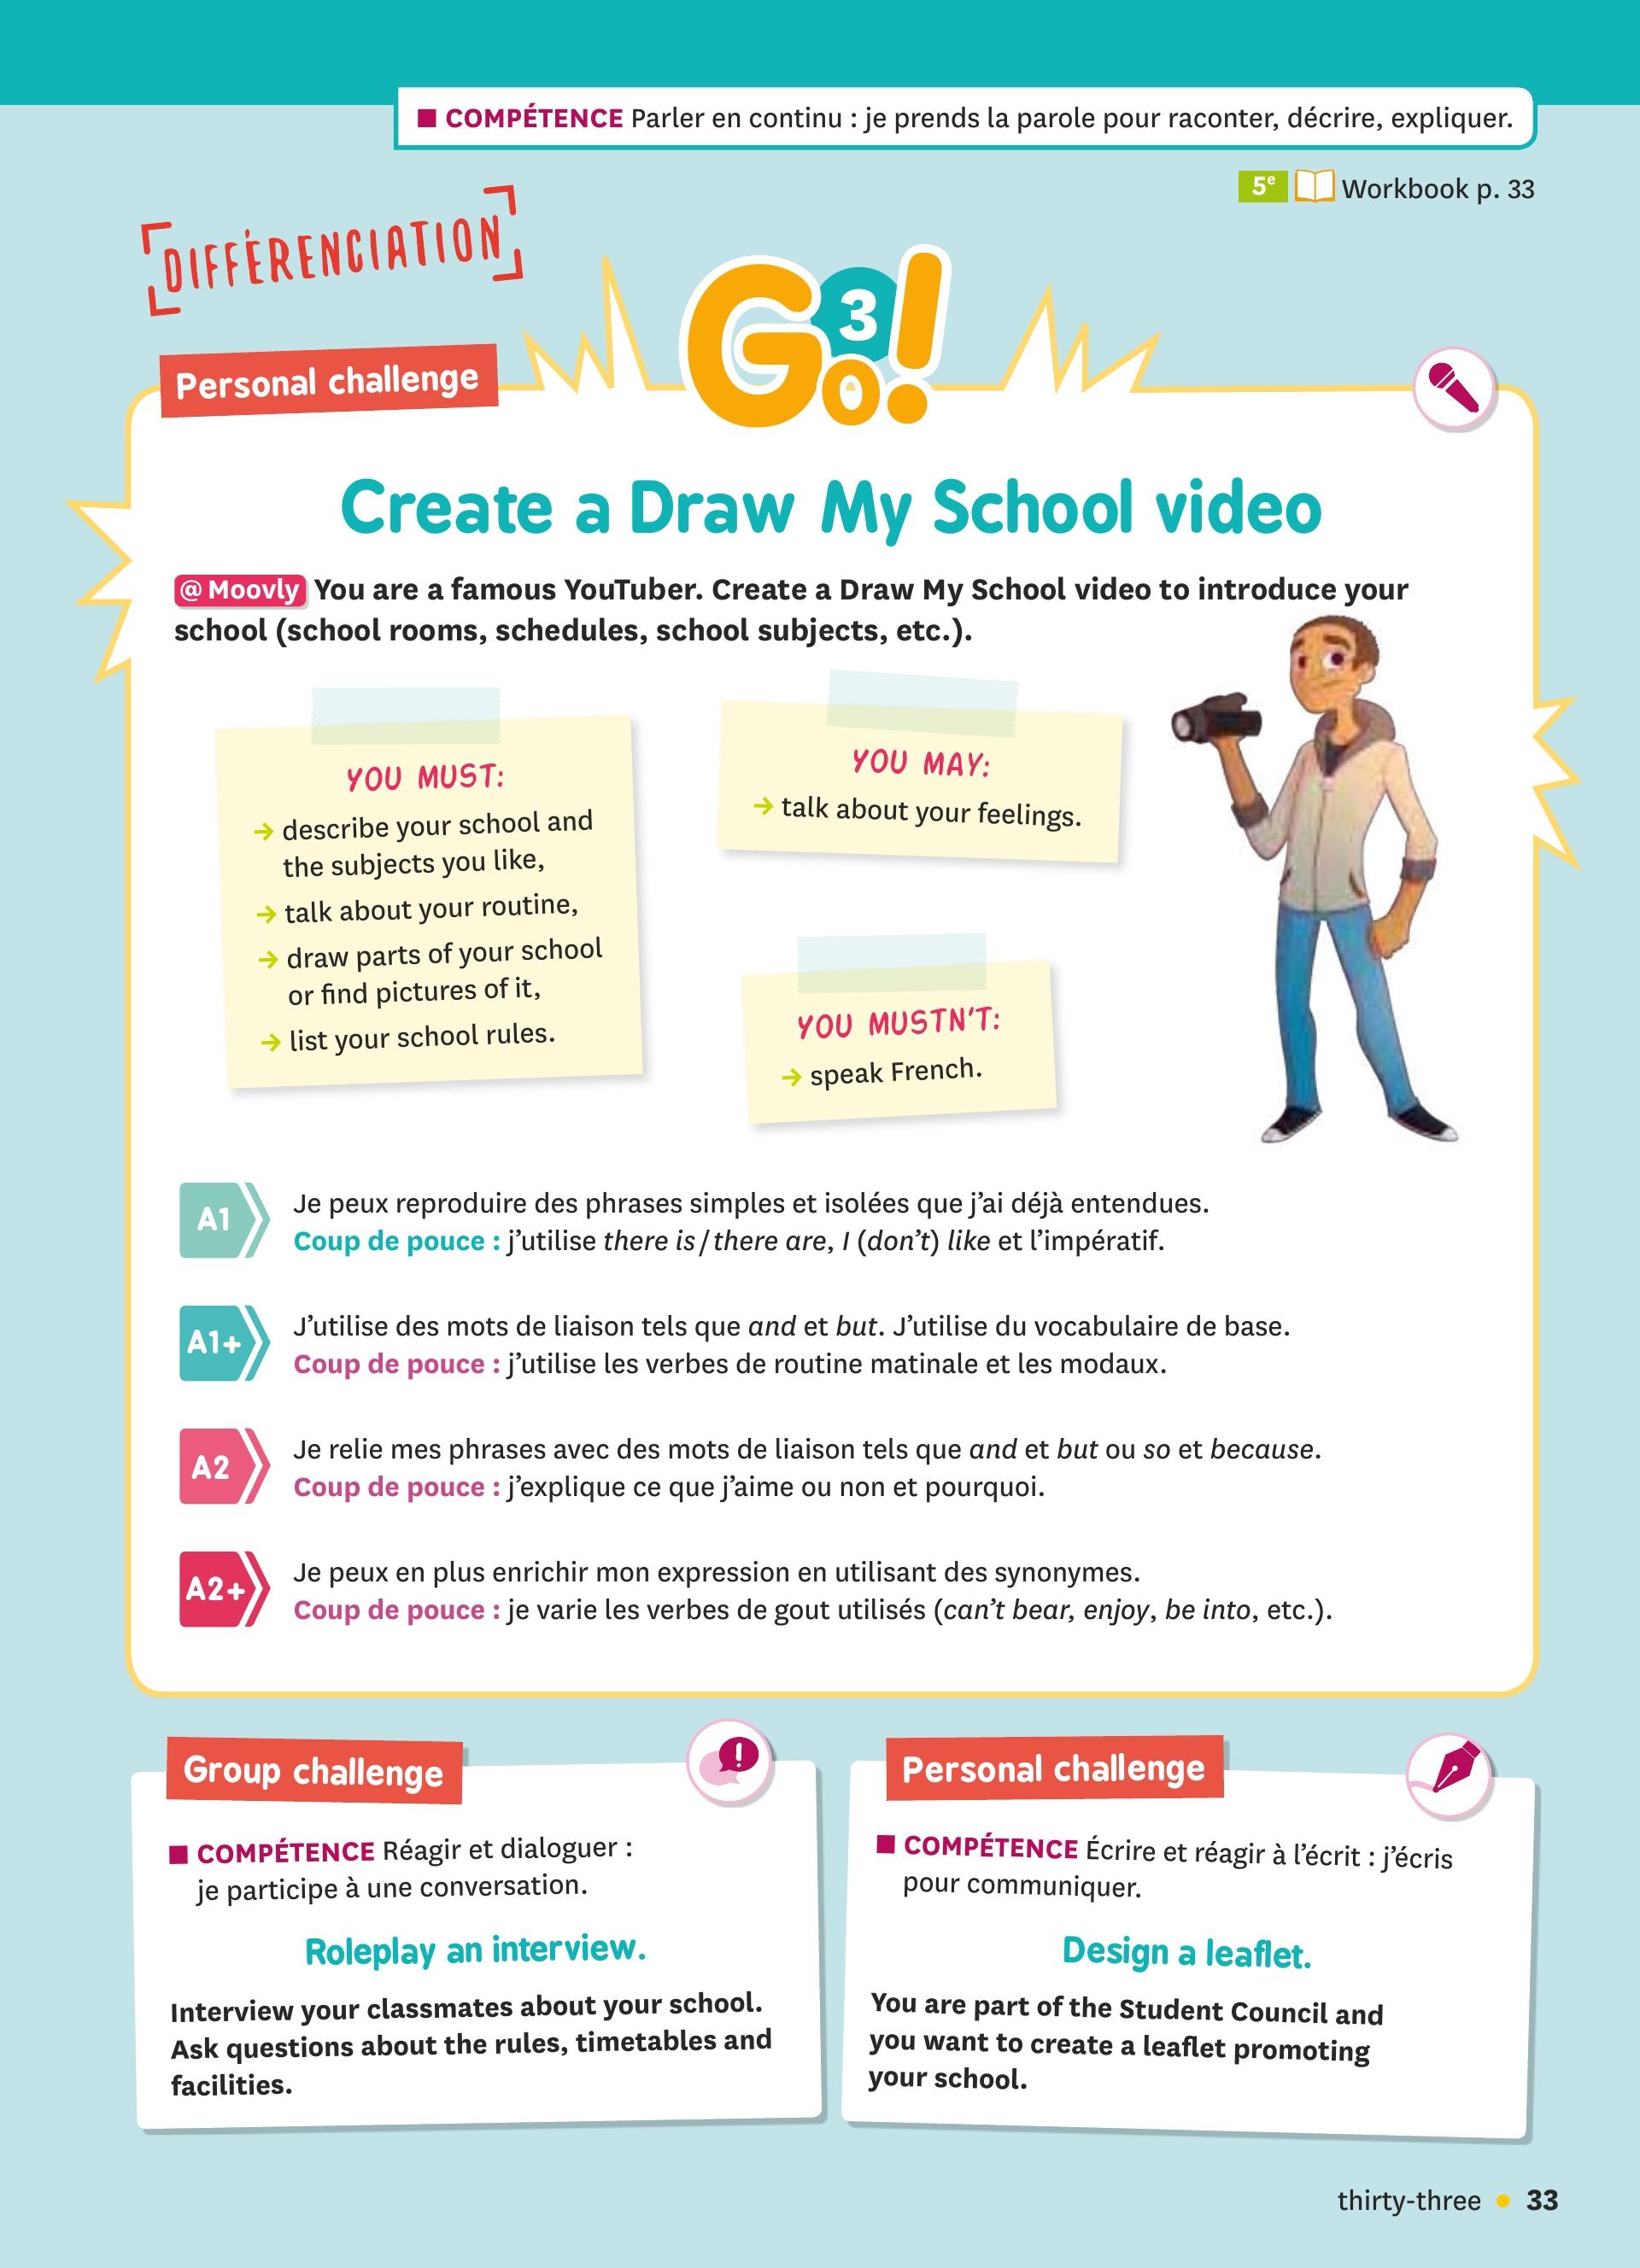 ■ COMPÉTENCE Parler en continu : je prends la parole pour raconter, décrire, expliquer.
5e Workbook p. 33
DIFFÉRENCIATION
Go! 3
Personal challenge
Create a Draw My School video
@ Moovly You are a famous YouTuber. Create a Draw My School video to introduce your
school (school rooms, schedules, school subjects, etc.).
YOU MUST:
→ describe your school and
the subjects you like,
→ talk about your routine,
→ draw parts of your school
or find pictures of it,
→ list your school rules.
YOU MAY:
→ talk about your feelings.
YOU MUSTN'T:
→ speak French.
A1
Je peux reproduire des phrases simples et isolées que j'ai déjà entendues.
Coup de pouce : j'utilise there is / there are, I (don't) like et l'impératif.
A1+
J'utilise des mots de liaison tels que and et but. J'utilise du vocabulaire de base.
Coup de pouce : j'utilise les verbes de routine matinale et les modaux.
A2
Je relie mes phrases avec des mots de liaison tels que and et but ou so et because.
Coup de pouce : j'explique ce que j'aime ou non et pourquoi.
A2+
Je peux en plus enrichir mon expression en utilisant des synonymes.
Coup de pouce : je varie les verbes de gout utilisés (can't bear, enjoy, be into, etc.).
Group challenge
■ COMPÉTENCE Réagir et dialoguer :
je participe à une conversation.
Roleplay an interview.
Interview your classmates about your school.
Ask questions about the rules, timetables and
facilities.
Personal challenge
■ COMPÉTENCE Écrire et réagir à l'écrit : j'écris
pour communiquer.
Design a leaflet.
You are part of the Student Council and
you want to create a leaflet promoting
your school.
thirty-three • 33